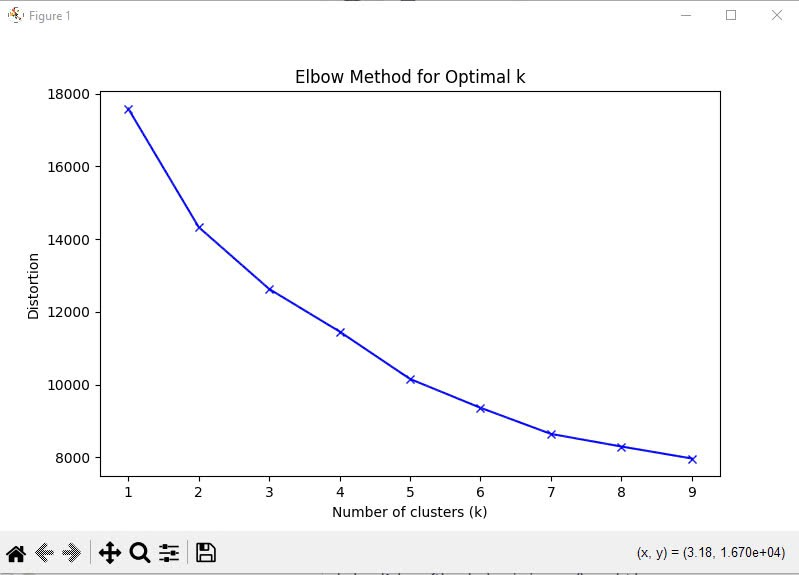 Figure 1
Elbow Method for Optimal k
18000
16000
14000
12000
10000
8000
Distortion
1 2 3 4 5 6 7 8 9
Number of clusters (k)
(x, y) = (3.18, 1.670e+04)